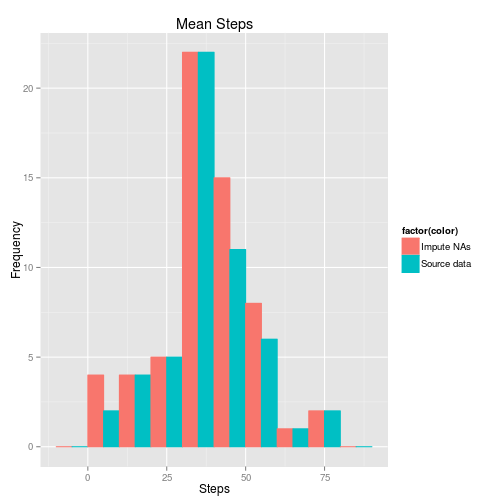 Mean Steps
20
15
10
5
0
Frequency
0 25 50 75
Steps
factor(color)
Impute NAs
Source data